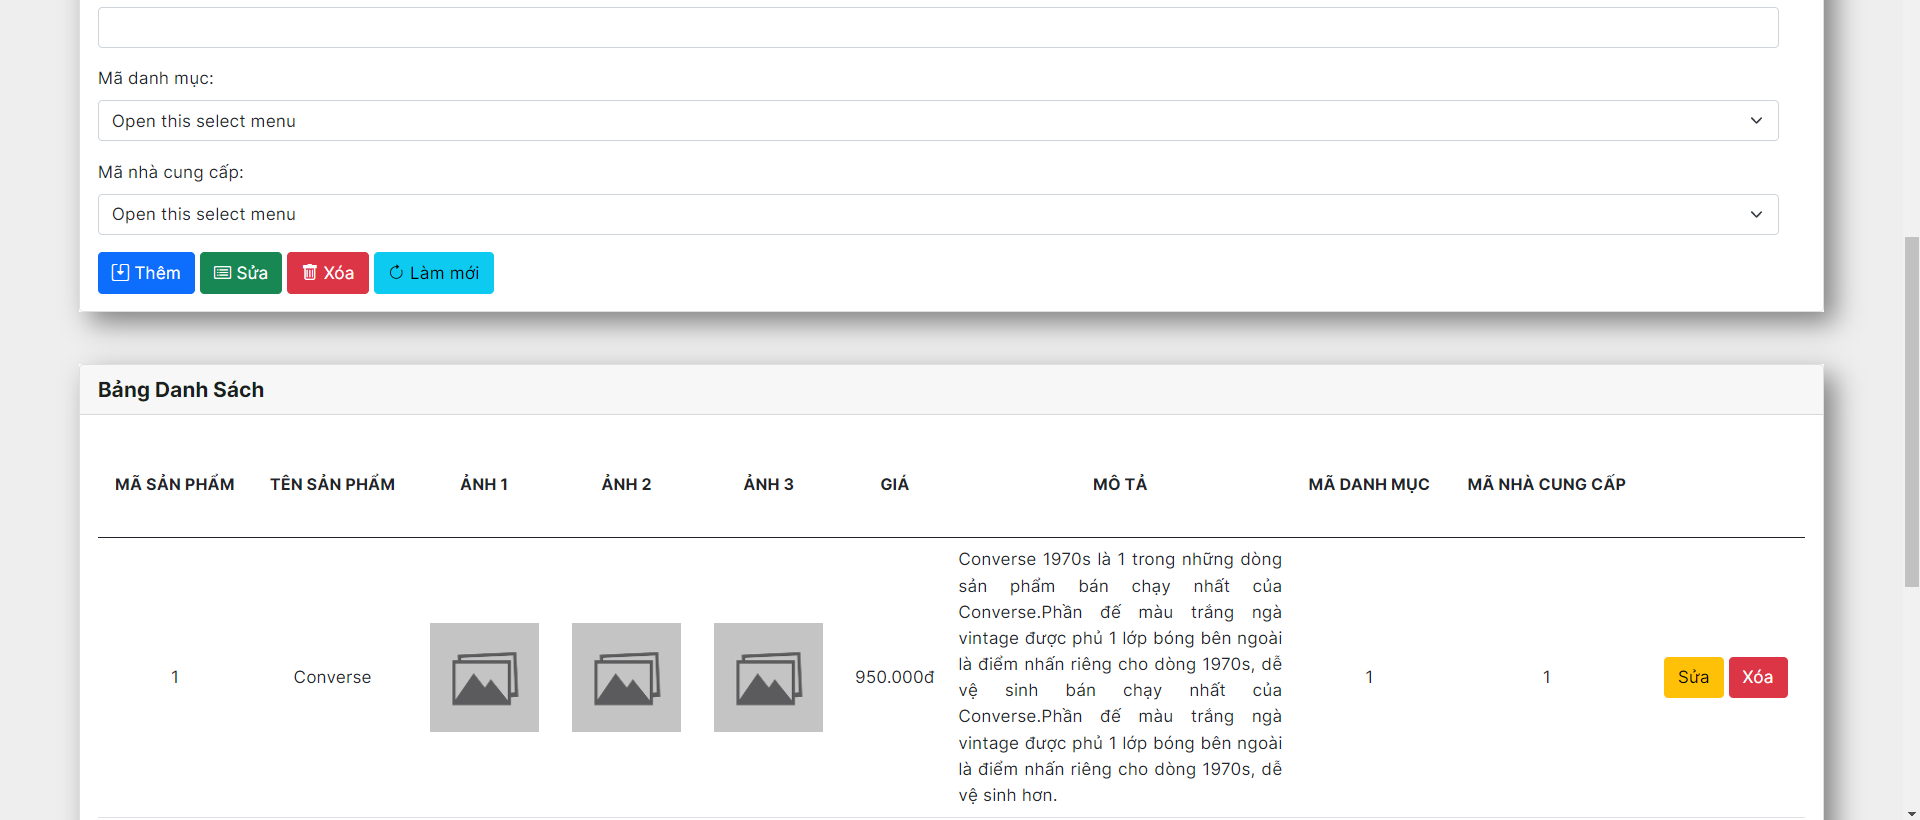 Mã danh mục:
Open this select menu
Mã nhà cung cấp:
Open this select menu
Thêm Sửa Xóa Làm mới
Bảng Danh Sách
MÃ SẢN PHẨM TÊN SẢN PHẨM ẢNH 1 ẢNH 2 ẢNH 3 GIÁ MÔ TẢ MÃ DANH MỤC MÃ NHÀ CUNG CẤP
1 Converse 950.000đ
Converse 1970s là 1 trong những dòng
sản phẩm bán chạy nhất của
Converse.Phần đế màu trắng ngà
vintage được phủ 1 lớp bóng bên ngoài
là điểm nhấn riêng cho dòng 1970s, dễ
vệ sinh bán chạy nhất của
Converse.Phần đế màu trắng ngà
vintage được phủ 1 lớp bóng bên ngoài
là điểm nhấn riêng cho dòng 1970s, dễ
vệ sinh hơn.
1 1 Sửa Xóa